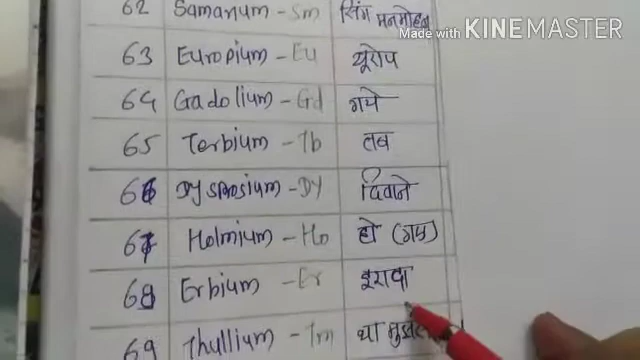 62 Samarium - Sm सिंग मनमोहन
Made with KINEMASTER
63 Europium - Eu यूरोप
64 Gadolium - Gd गये
65 Terbium - Tb तब
66 Dysprosium - Dy दिवाने
67 Holmium - Ho हो (गए)
68 Erbium - Er इरादा
69 Thullium - Tm था